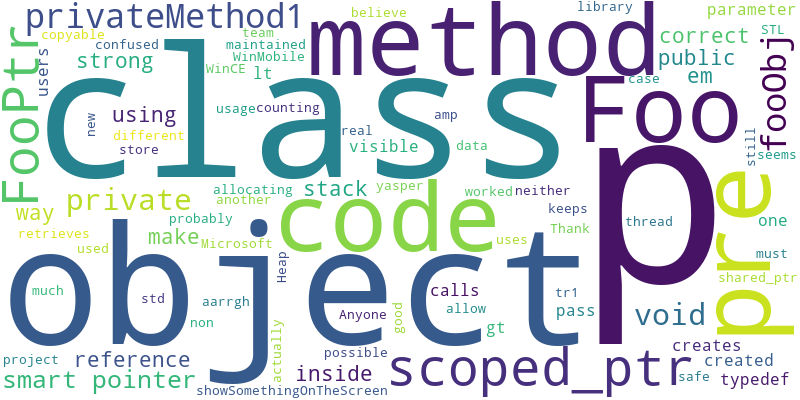 privateMethod1
method
believe
library
parameter
copyable
confused
team
maintained
WinMobile
strong
users
WinCE
lt
correct
STL
public
case
em
FooPtr
class
Foo
fooObj
new
using
different
store
usage
counting
real
amp
visible
data
still
seems
p
pre
private
way
allocating
stack
yasper
worked
neither
another
keeps
thread
one
retrieves
used
make
probably
Microsoft
code
uses
Thank
must
object
much
std
aarrgh
non
Heap
Anyone
calls
allow
good
tr1
pass
gt
void
shared_ptr
project
reference
smart pointer
actually
possible
inside
showSomethingOnTheScreen
scoped_ptr
creates
created
safe
typedef